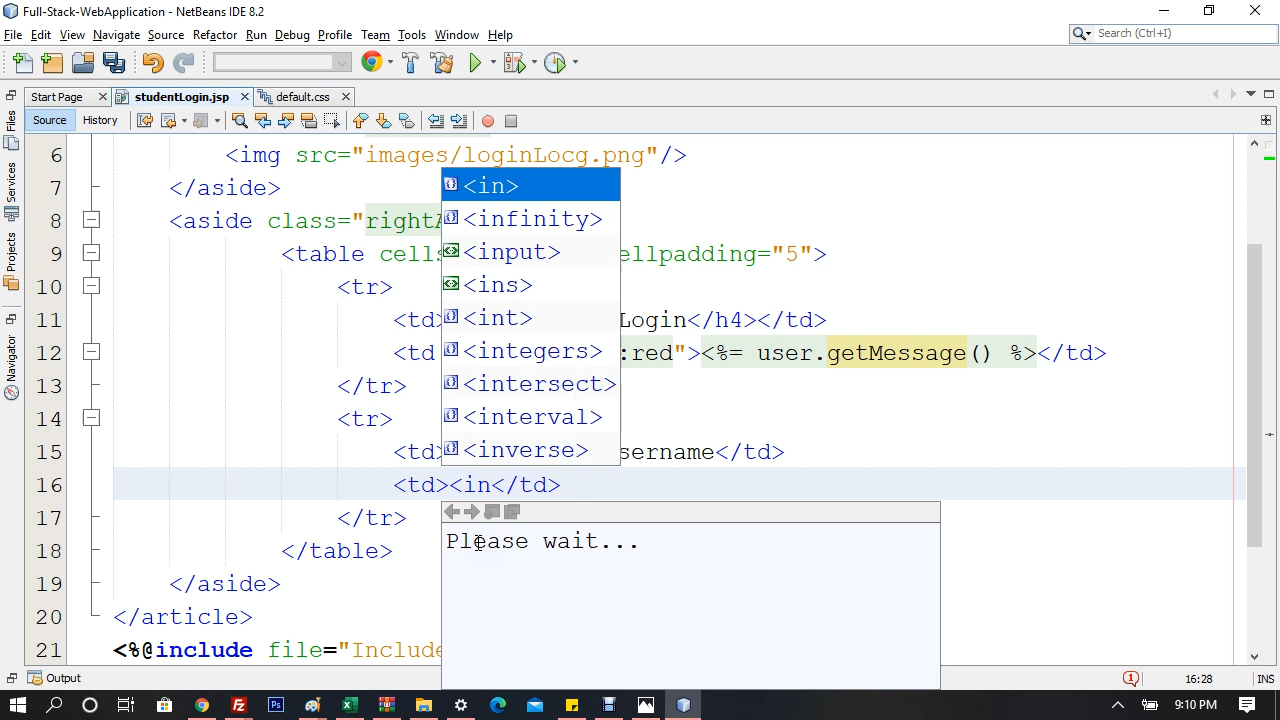 Full-Stack-WebApplication - NetBeans IDE 8.2
File Edit View Navigate Source Refactor Run Debug Profile Team Tools Window Help
Search (Ctrl+I)
Start Page studentLogin.jsp default.css
Source History
Files
Services
Projects
Navigator
6 <img src="images/loginLocg.png"/>
7 </aside>
8 <aside class="rightA
9 <table cells ellpadding="5">
10 <tr>
11 <td> Login</h4></td>
12 <td :red"><%= user.getMessage() %></td>
13 </tr>
14 <tr>
15 <td> sername</td>
16 <td><in</td>
17 </tr>
18 </table>
19 </aside>
20 </article>
21 <%@include file="Include
<in>
<infinity>
<input>
<ins>
<int>
<integers>
<intersect>
<interval>
<inverse>
Please wait...
Output
1
16:28 INS
9:10 PM